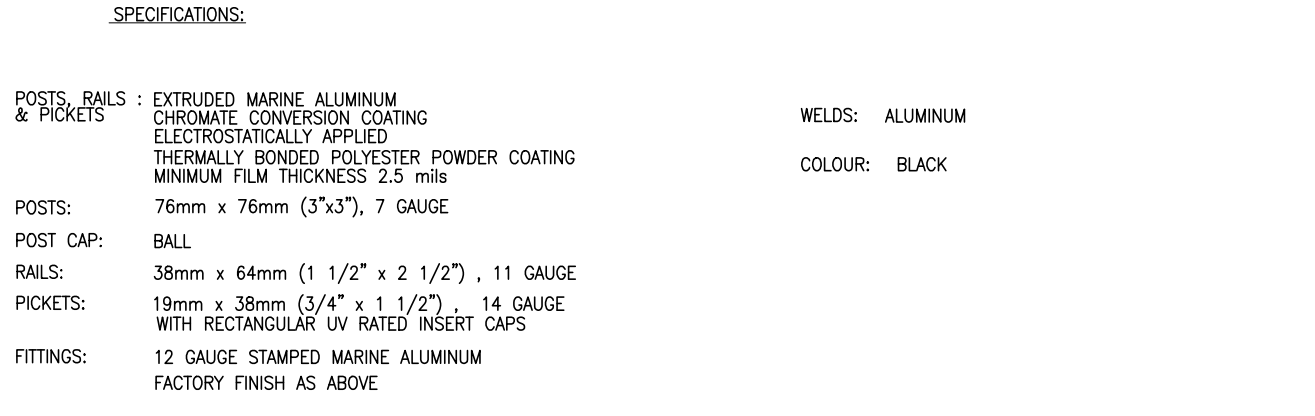 SPECIFICATIONS:
POSTS, RAILS : EXTRUDED MARINE ALUMINUM
& PICKETS CHROMATE CONVERSION COATING
ELECTROSTATICALLY APPLIED
THERMALLY BONDED POLYESTER POWDER COATING
MINIMUM FILM THICKNESS 2.5 mils
POSTS: 76mm x 76mm (3"x3"), 7 GAUGE
POST CAP: BALL
RAILS: 38mm x 64mm (1 1/2" x 2 1/2") , 11 GAUGE
PICKETS: 19mm x 38mm (3/4" x 1 1/2") , 14 GAUGE
WITH RECTANGULAR UV RATED INSERT CAPS
FITTINGS: 12 GAUGE STAMPED MARINE ALUMINUM
FACTORY FINISH AS ABOVE
WELDS: ALUMINUM
COLOUR: BLACK